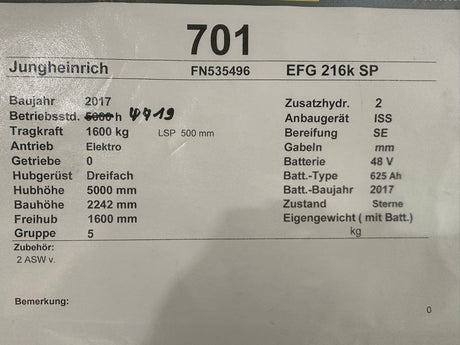 701
Jungheinrich FN535496 EFG 216k SP
Baujahr 2017 Zusatzhydr. 2
Betriebsstd. 5000 h 4719 Anbaugerät ISS
Tragkraft 1600 kg LSP 500 mm Bereifung SE
Antrieb Elektro Gabeln mm
Getriebe 0 Batterie 48 V
Hubgerüst Dreifach Batt.-Type 625 Ah
Hubhöhe 5000 mm Batt.-Baujahr 2017
Bauhöhe 2242 mm Zustand Sterne
Freihub 1600 mm Eigengewicht ( mit Batt.)
Gruppe 5 kg
Zubehör:
2 ASW v.
Bemerkung: 0